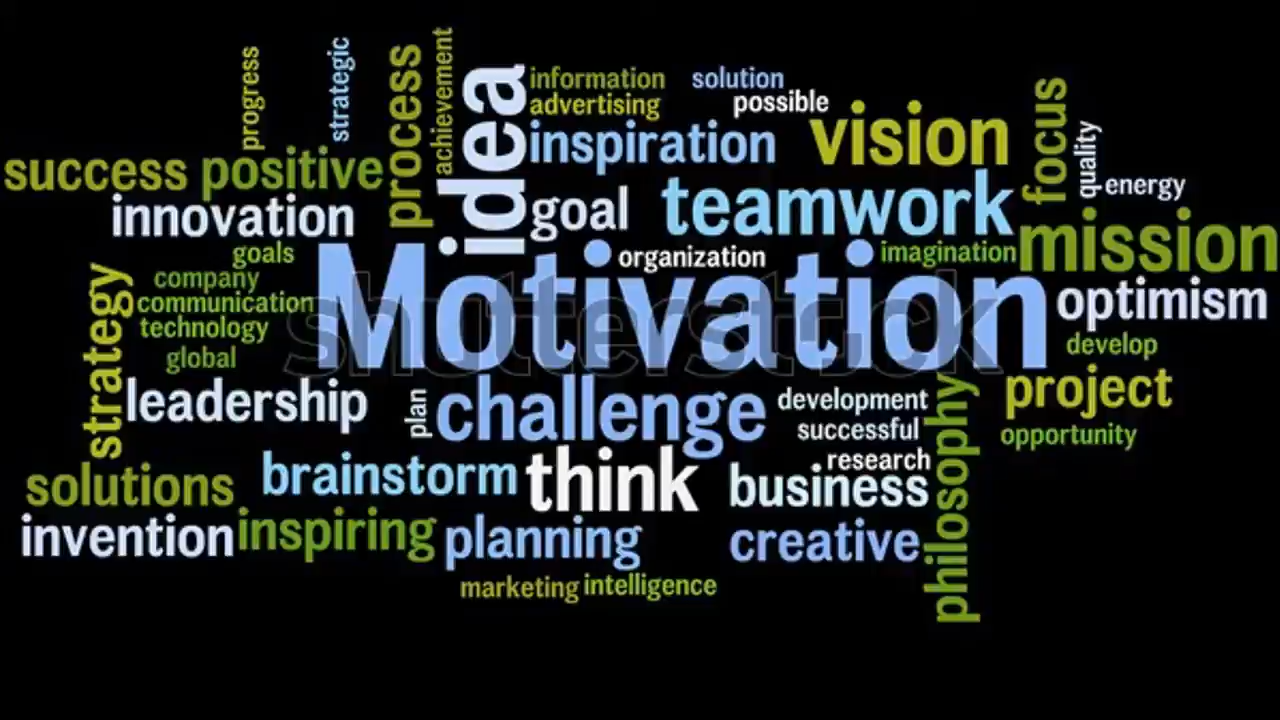 progress
strategic
process
achievement
idea
information
solution
advertising
possible
inspiration
vision
focus
quality
success
positive
energy
innovation
goal
teamwork
goals
organization
imagination
mission
company
strategy
communication
Motivation
optimism
technology
shutterstock
global
develop
leadership
plan
challenge
development
project
successful
opportunity
philosophy
research
solutions
brainstorm
think
business
invention
inspiring
planning
creative
marketing
intelligence